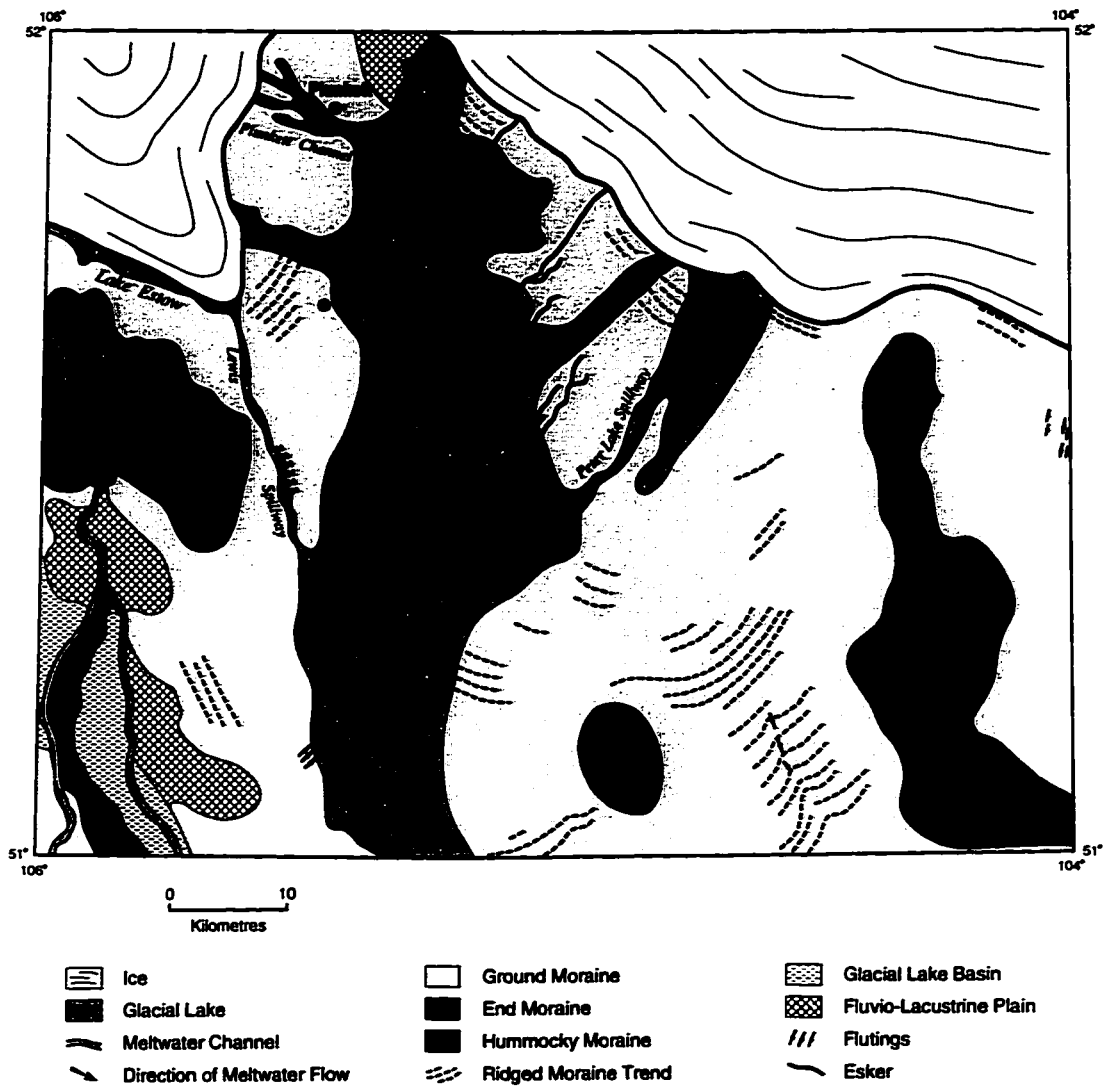 106° 104°
52° 52°
Channel
Lake Eskow
Lewis
Spillway
Lake Spillway
51° 51°
106° 104°
0 10
Kilometres
Ice
Glacial Lake
Meltwater Channel
Direction of Meltwater Flow
Ground Moraine
End Moraine
Hummocky Moraine
Ridged Moraine Trend
Glacial Lake Basin
Fluvio-Lacustrine Plain
Flutings
Esker